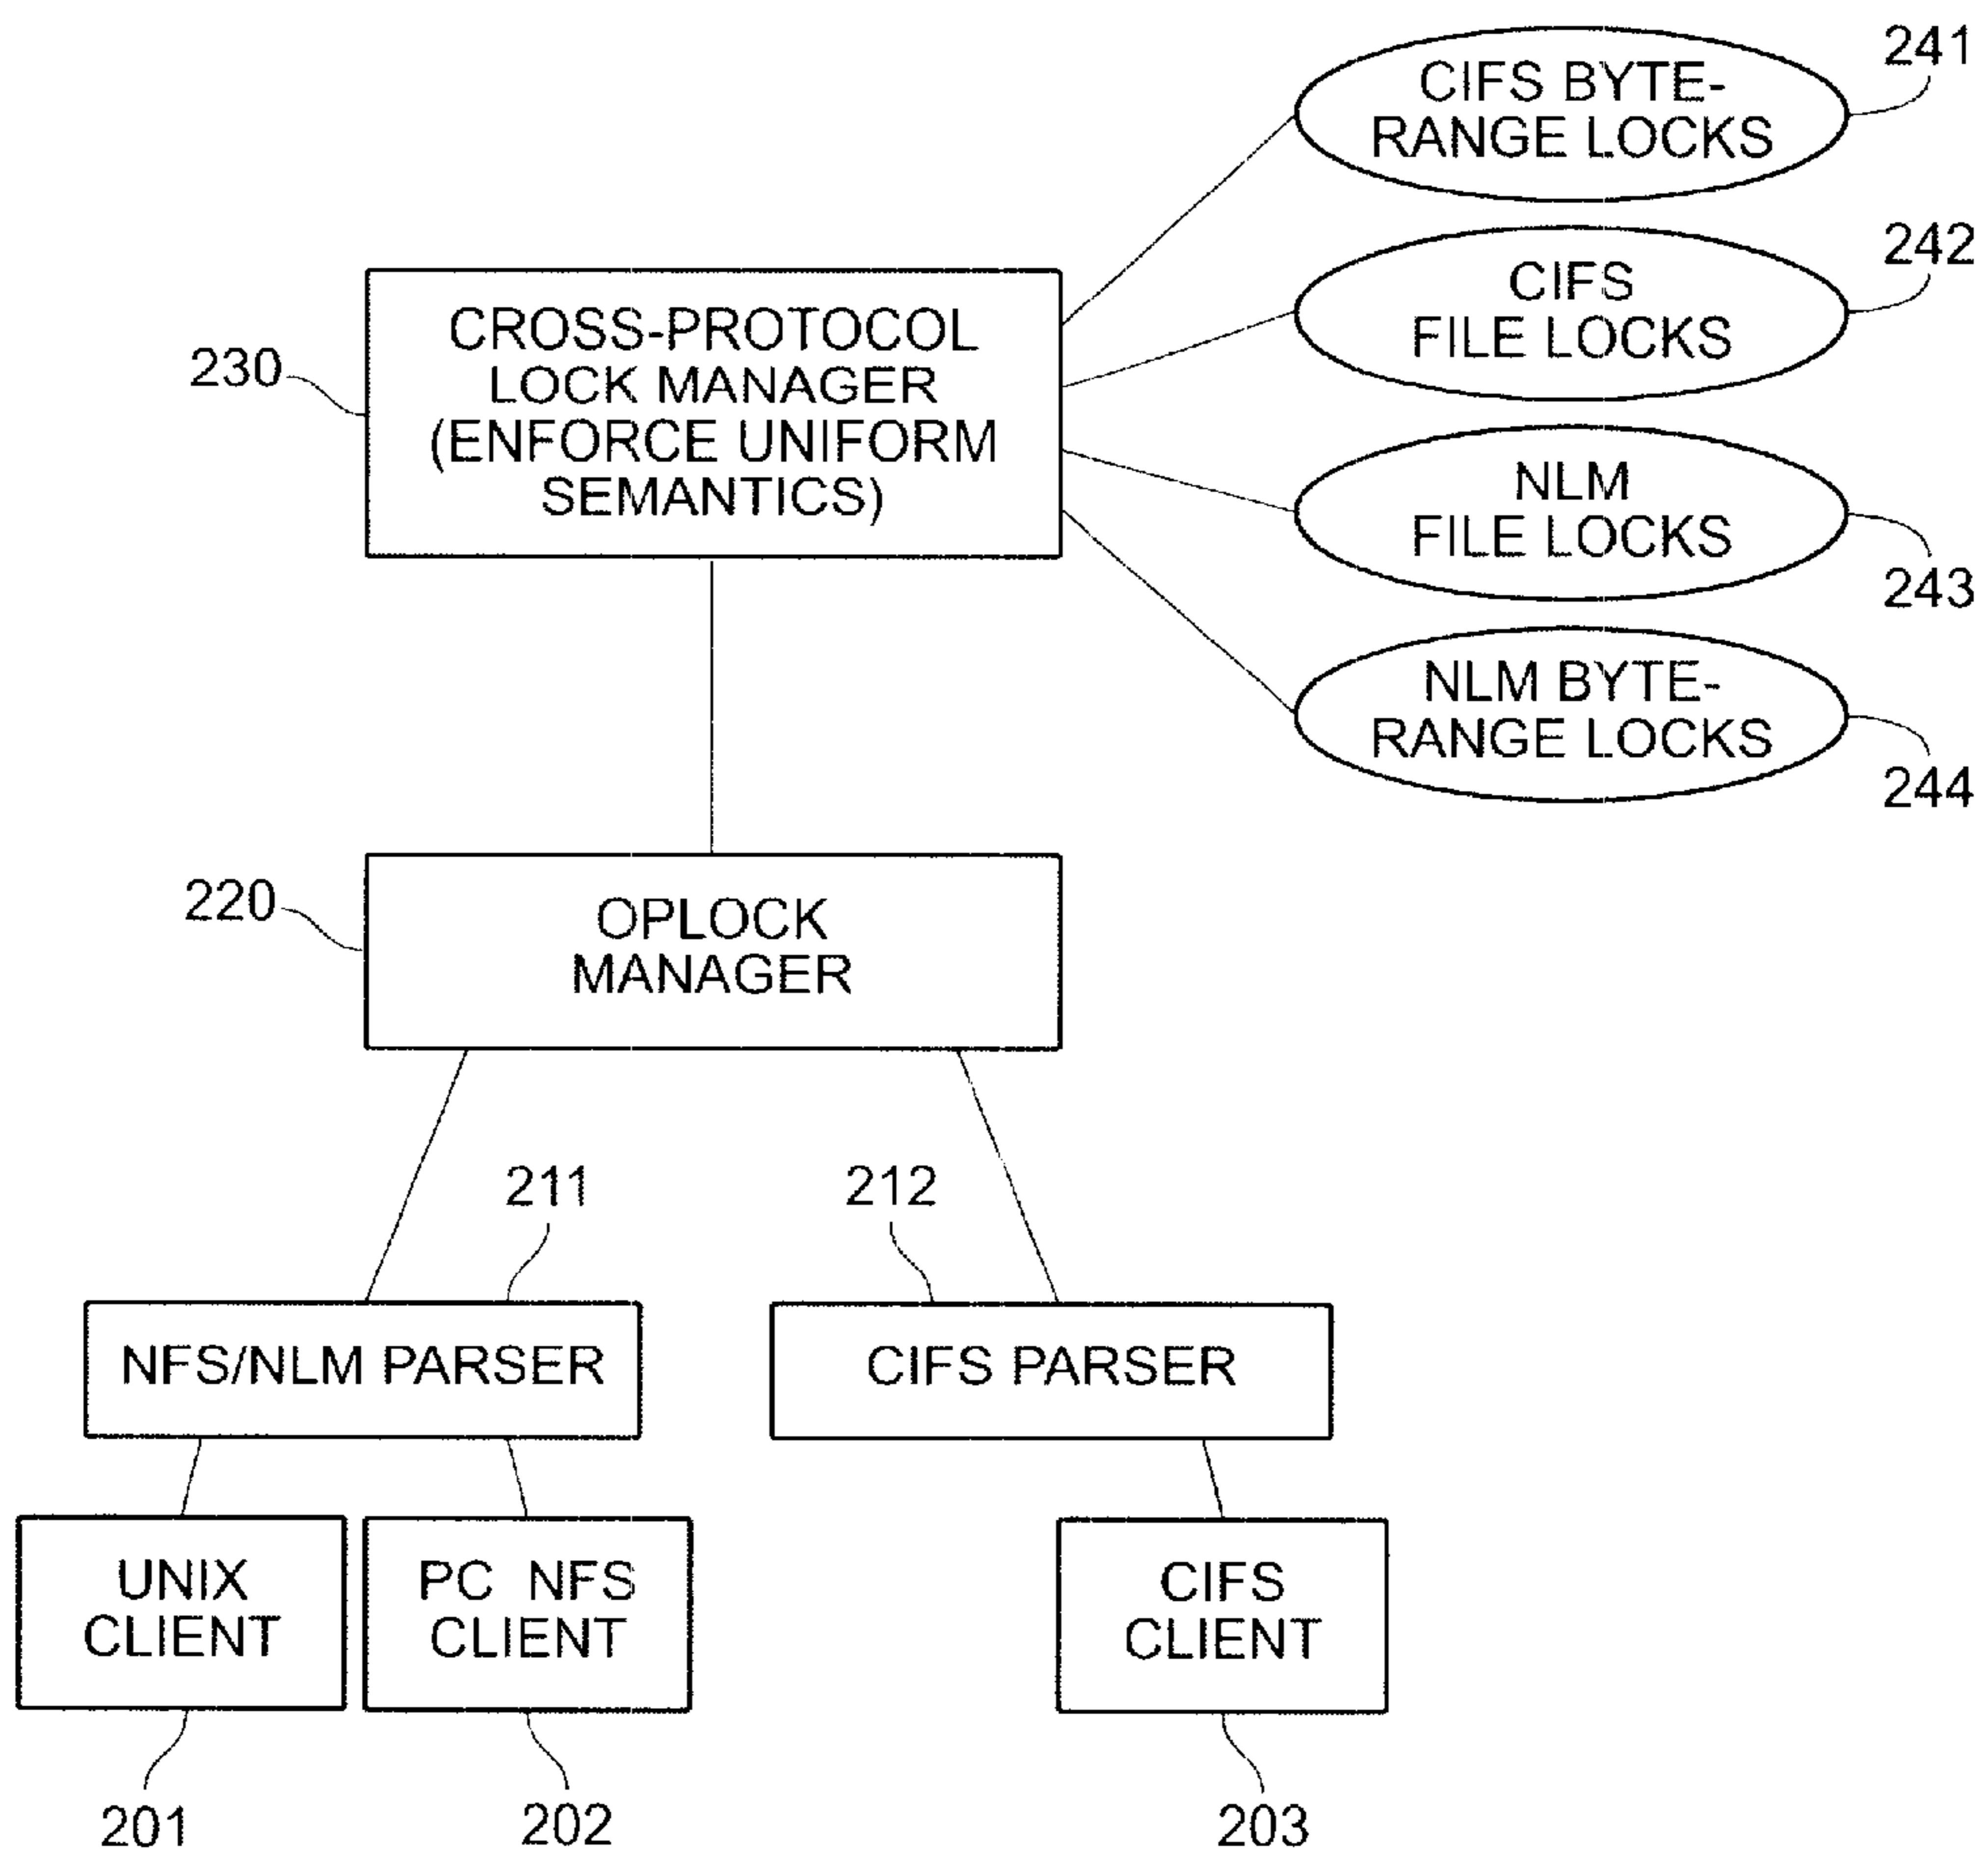 241
CIFS BYTE-
RANGE LOCKS
242
CIFS
FILE LOCKS
230
CROSS-PROTOCOL
LOCK MANAGER
(ENFORCE UNIFORM
SEMANTICS)
NLM
FILE LOCKS
243
NLM BYTE-
RANGE LOCKS
244
220
OPLOCK
MANAGER
211
212
NFS/NLM PARSER
CIFS PARSER
UNIX
CLIENT
PC NFS
CLIENT
CIFS
CLIENT
201
202
203